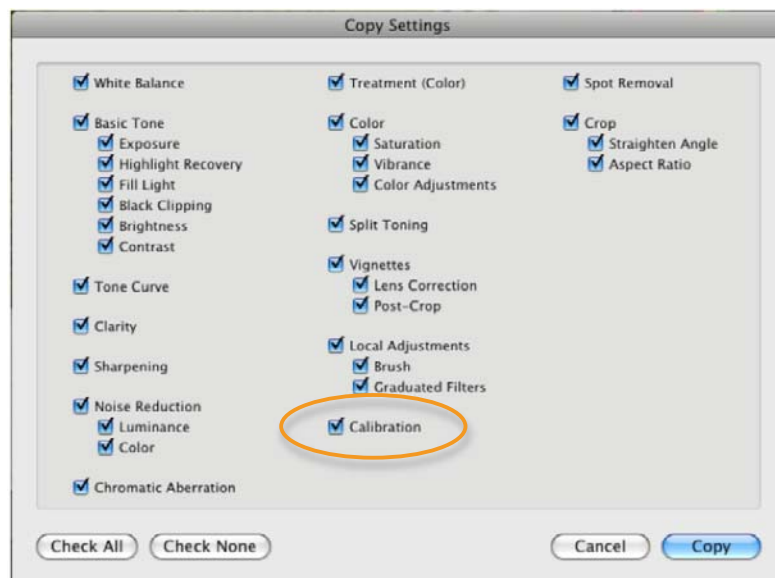 Copy Settings
White Balance
Basic Tone
Exposure
Highlight Recovery
Fill Light
Black Clipping
Brightness
Contrast
Tone Curve
Clarity
Sharpening
Noise Reduction
Luminance
Color
Chromatic Aberration
Treatment (Color)
Color
Saturation
Vibrance
Color Adjustments
Split Toning
Vignettes
Lens Correction
Post-Crop
Local Adjustments
Brush
Graduated Filters
Calibration
Spot Removal
Crop
Straighten Angle
Aspect Ratio
Check All
Check None
Cancel
Copy